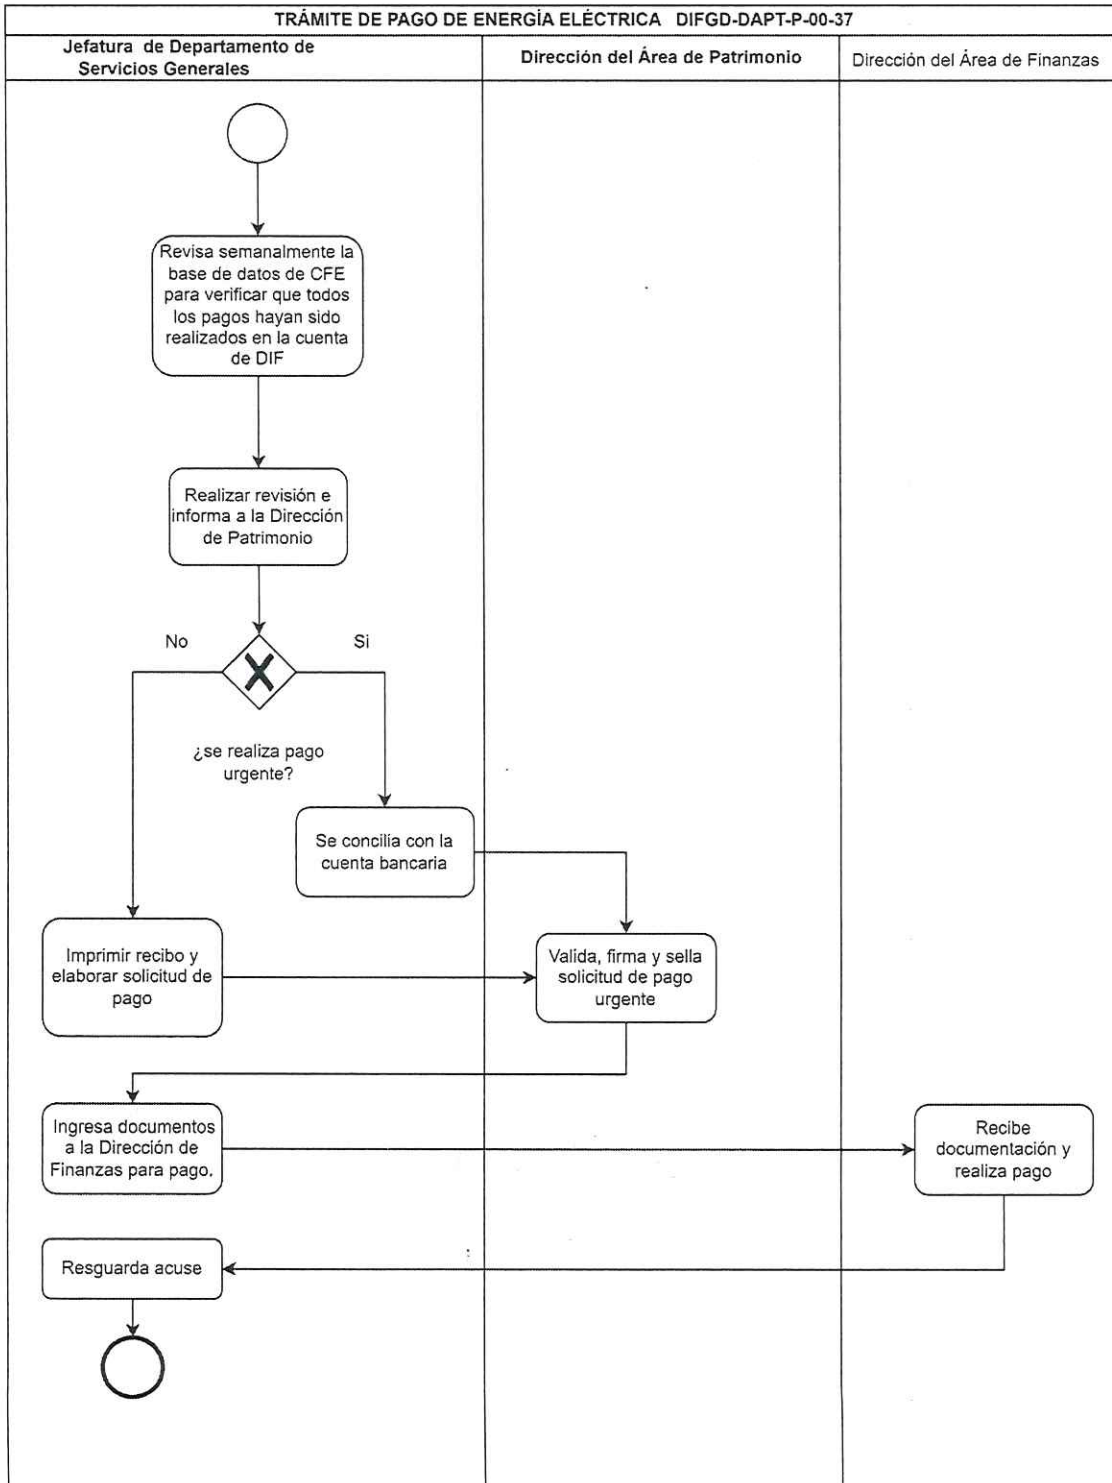 TRÁMITE DE PAGO DE ENERGÍA ELÉCTRICA DIFGD-DAPT-P-00-37
Jefatura de Departamento de
Servicios Generales
Dirección del Área de Patrimonio
Dirección del Área de Finanzas
Revisa semanalmente la
base de datos de CFE
para verificar que todos
los pagos hayan sido
realizados en la cuenta
de DIF
Realizar revisión e
informa a la Dirección
de Patrimonio
No
Si
¿se realiza pago
urgente?
Se concilia con la
cuenta bancaria
Imprimir recibo y
elaborar solicitud de
pago
Valida, firma y sella
solicitud de pago
urgente
Ingresa documentos
a la Dirección de
Finanzas para pago.
Recibe
documentación y
realiza pago
Resguarda acuse